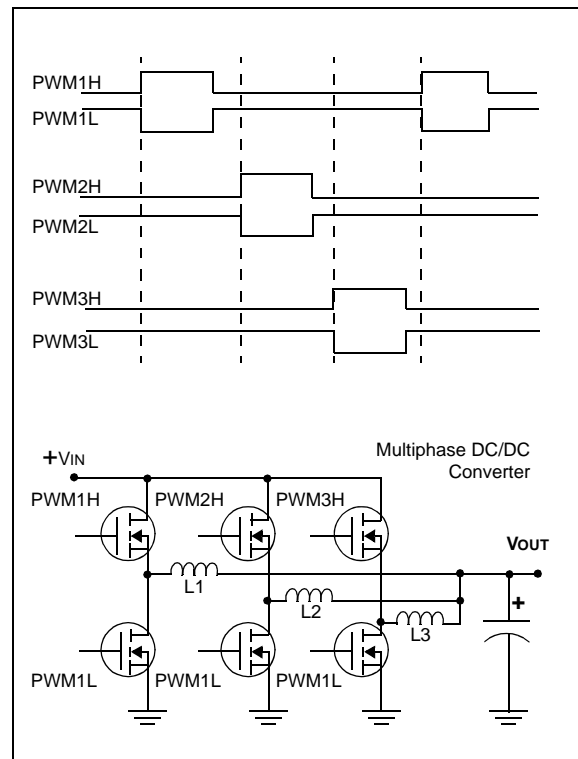 PWM1H
PWM1L
PWM2H
PWM2L
PWM3H
PWM3L
Multiphase DC/DC
Converter
+VIN
PWM1H PWM2H PWM3H
VOUT
L1
L2
L3
+
PWM1L PWM1L PWM1L